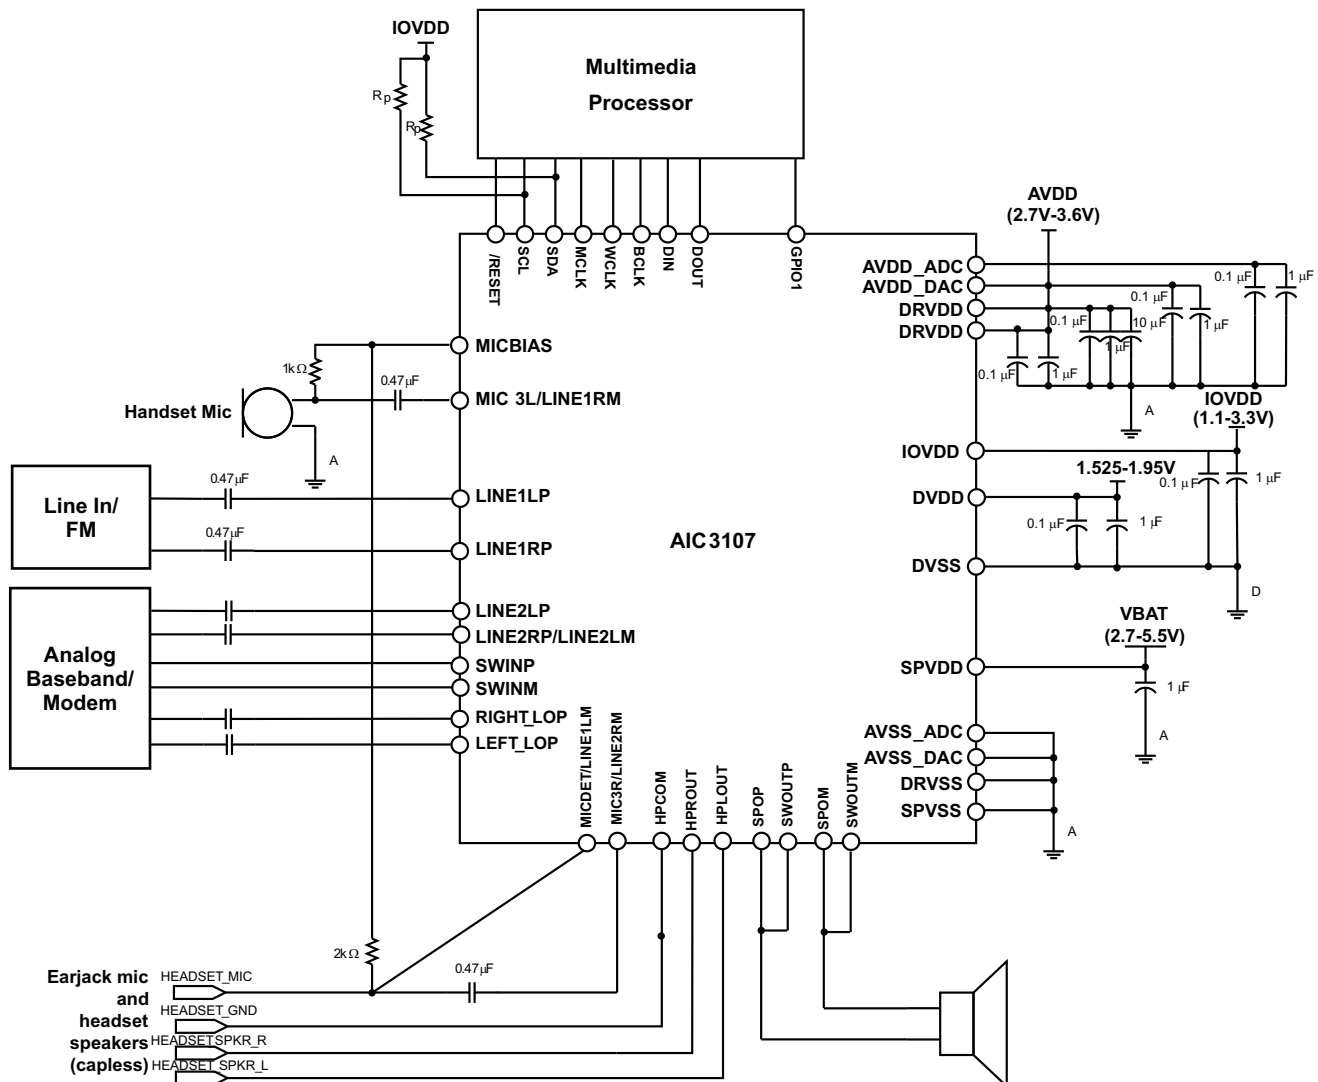 IOVDD
Multimedia
Processor
Rp
Rp
/RESET
SCL
SDA
MCLK
WCLK
BCLK
DIN
DOUT
GPIO1
AVDD
(2.7V-3.6V)
AVDD_ADC
AVDD_DAC
DRVDD
DRVDD
0.1 µF
1 µF
0.1 µF
1 µF
0.1 µF
1 µF
10 µF
0.1 µF
1 µF
A
MICBIAS
1kΩ
0.47µF
MIC 3L/LINE1RM
Handset Mic
A
IOVDD
(1.1-3.3V)
IOVDD
0.1 µF
1 µF
1.525-1.95V
DVDD
0.1 µF
1 µF
DVSS
D
Line In/
FM
0.47µF
LINE1LP
0.47µF
LINE1RP
AIC3107
Analog
Baseband/
Modem
LINE2LP
LINE2RP/LINE2LM
SWINP
SWINM
RIGHT_LOP
LEFT_LOP
VBAT
(2.7-5.5V)
SPVDD
1 µF
A
AVSS_ADC
AVSS_DAC
DRVSS
SPVSS
A
MICDET/LINE1LM
MIC3R/LINE2RM
HPCOM
HPROUT
HPLOUT
SPOP
SWOUTP
SPOM
SWOUTM
2kΩ
0.47µF
Earjack mic
and
headset
speakers
(capless)
HEADSET_MIC
HEADSET_GND
HEADSETSPKR_R
HEADSET_SPKR_L